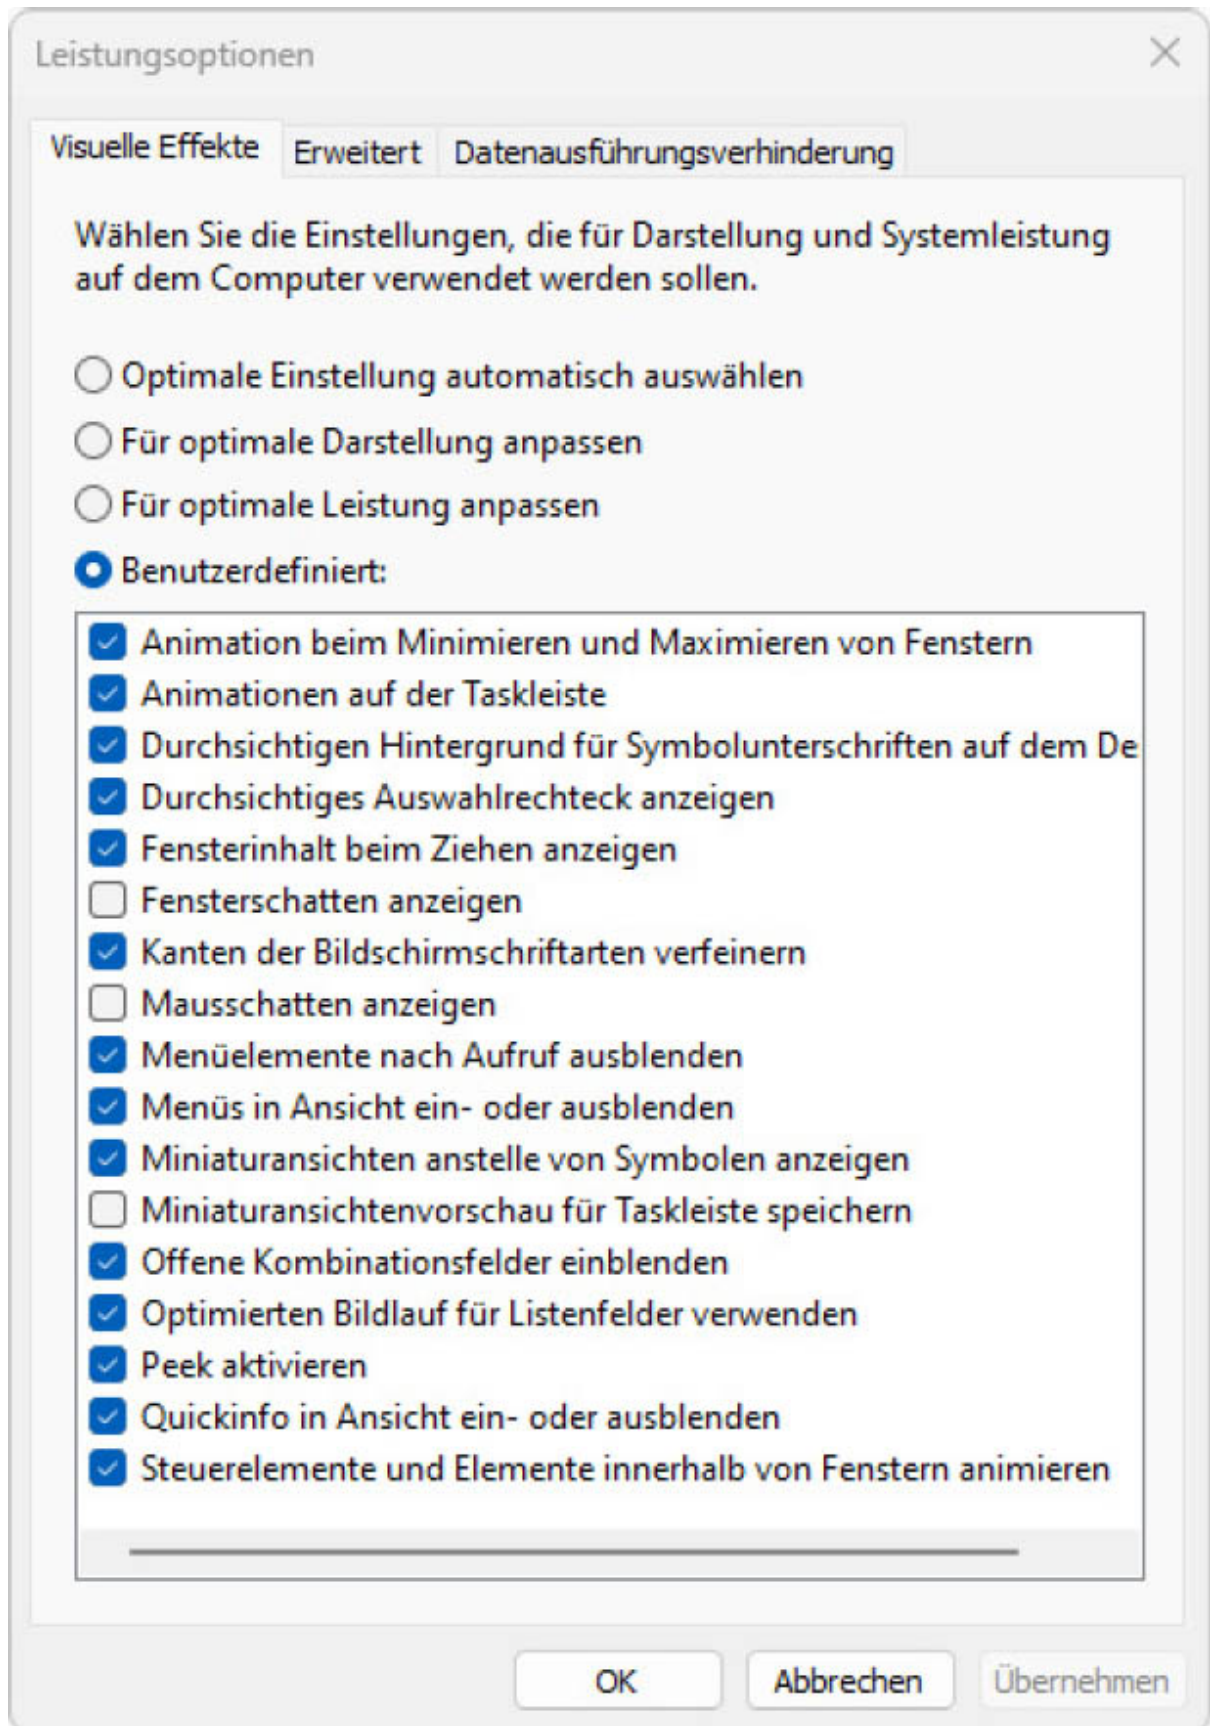 Leistungsoptionen
Visuelle Effekte
Erweitert
Datenausführungsverhinderung
Wählen Sie die Einstellungen, die für Darstellung und Systemleistung
auf dem Computer verwendet werden sollen.
Optimale Einstellung automatisch auswählen
Für optimale Darstellung anpassen
Für optimale Leistung anpassen
Benutzerdefiniert:
Animation beim Minimieren und Maximieren von Fenstern
Animationen auf der Taskleiste
Durchsichtigen Hintergrund für Symbolunterschriften auf dem De
Durchsichtiges Auswahlrechteck anzeigen
Fensterinhalt beim Ziehen anzeigen
Fensterschatten anzeigen
Kanten der Bildschirmschriftarten verfeinern
Mausschatten anzeigen
Menüelemente nach Aufruf ausblenden
Menüs in Ansicht ein- oder ausblenden
Miniaturansichten anstelle von Symbolen anzeigen
Miniaturansichtenvorschau für Taskleiste speichern
Offene Kombinationsfelder einblenden
Optimierten Bildlauf für Listenfelder verwenden
Peek aktivieren
Quickinfo in Ansicht ein- oder ausblenden
Steuerelemente und Elemente innerhalb von Fenstern animieren
OK
Abbrechen
Übernehmen